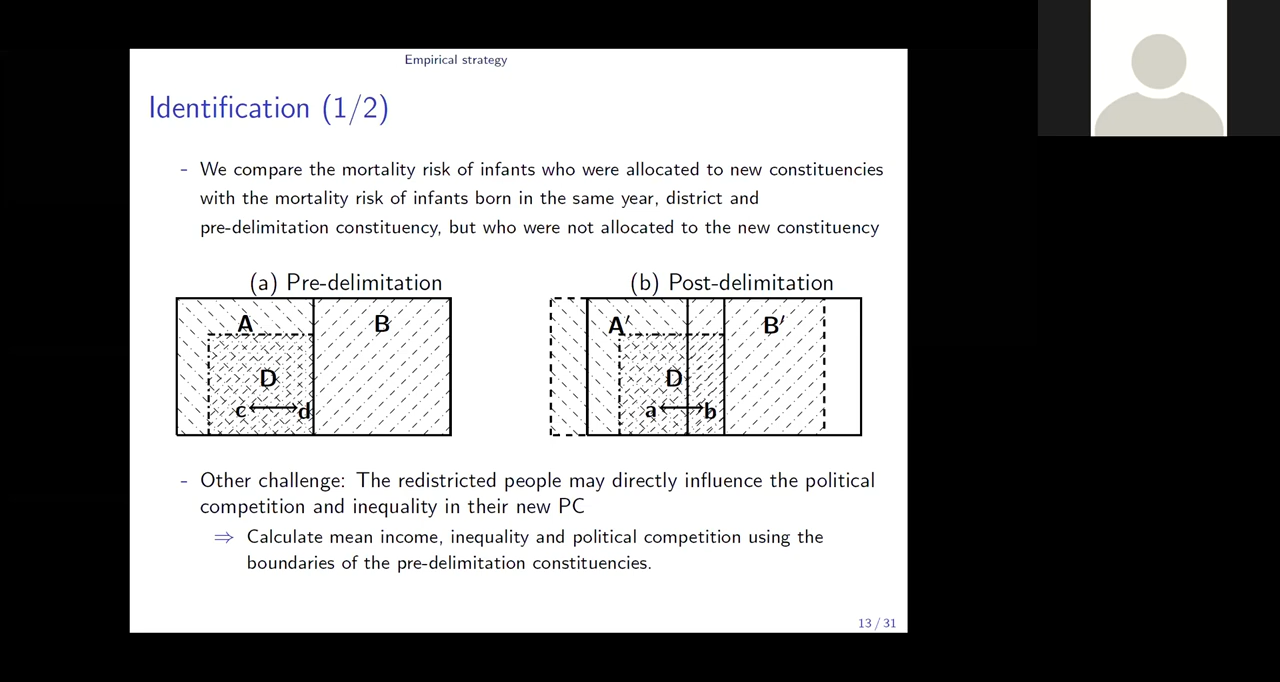 Empirical strategy
Identification (1/2)
- We compare the mortality risk of infants who were allocated to new constituencies
with the mortality risk of infants born in the same year, district and
pre-delimitation constituency, but who were not allocated to the new constituency
(a) Pre-delimitation
A
B
D
c
d
(b) Post-delimitation
A′
B′
D
a
b
- Other challenge: The redistricted people may directly influence the political
competition and inequality in their new PC
⇒ Calculate mean income, inequality and political competition using the
boundaries of the pre-delimitation constituencies.
13 / 31